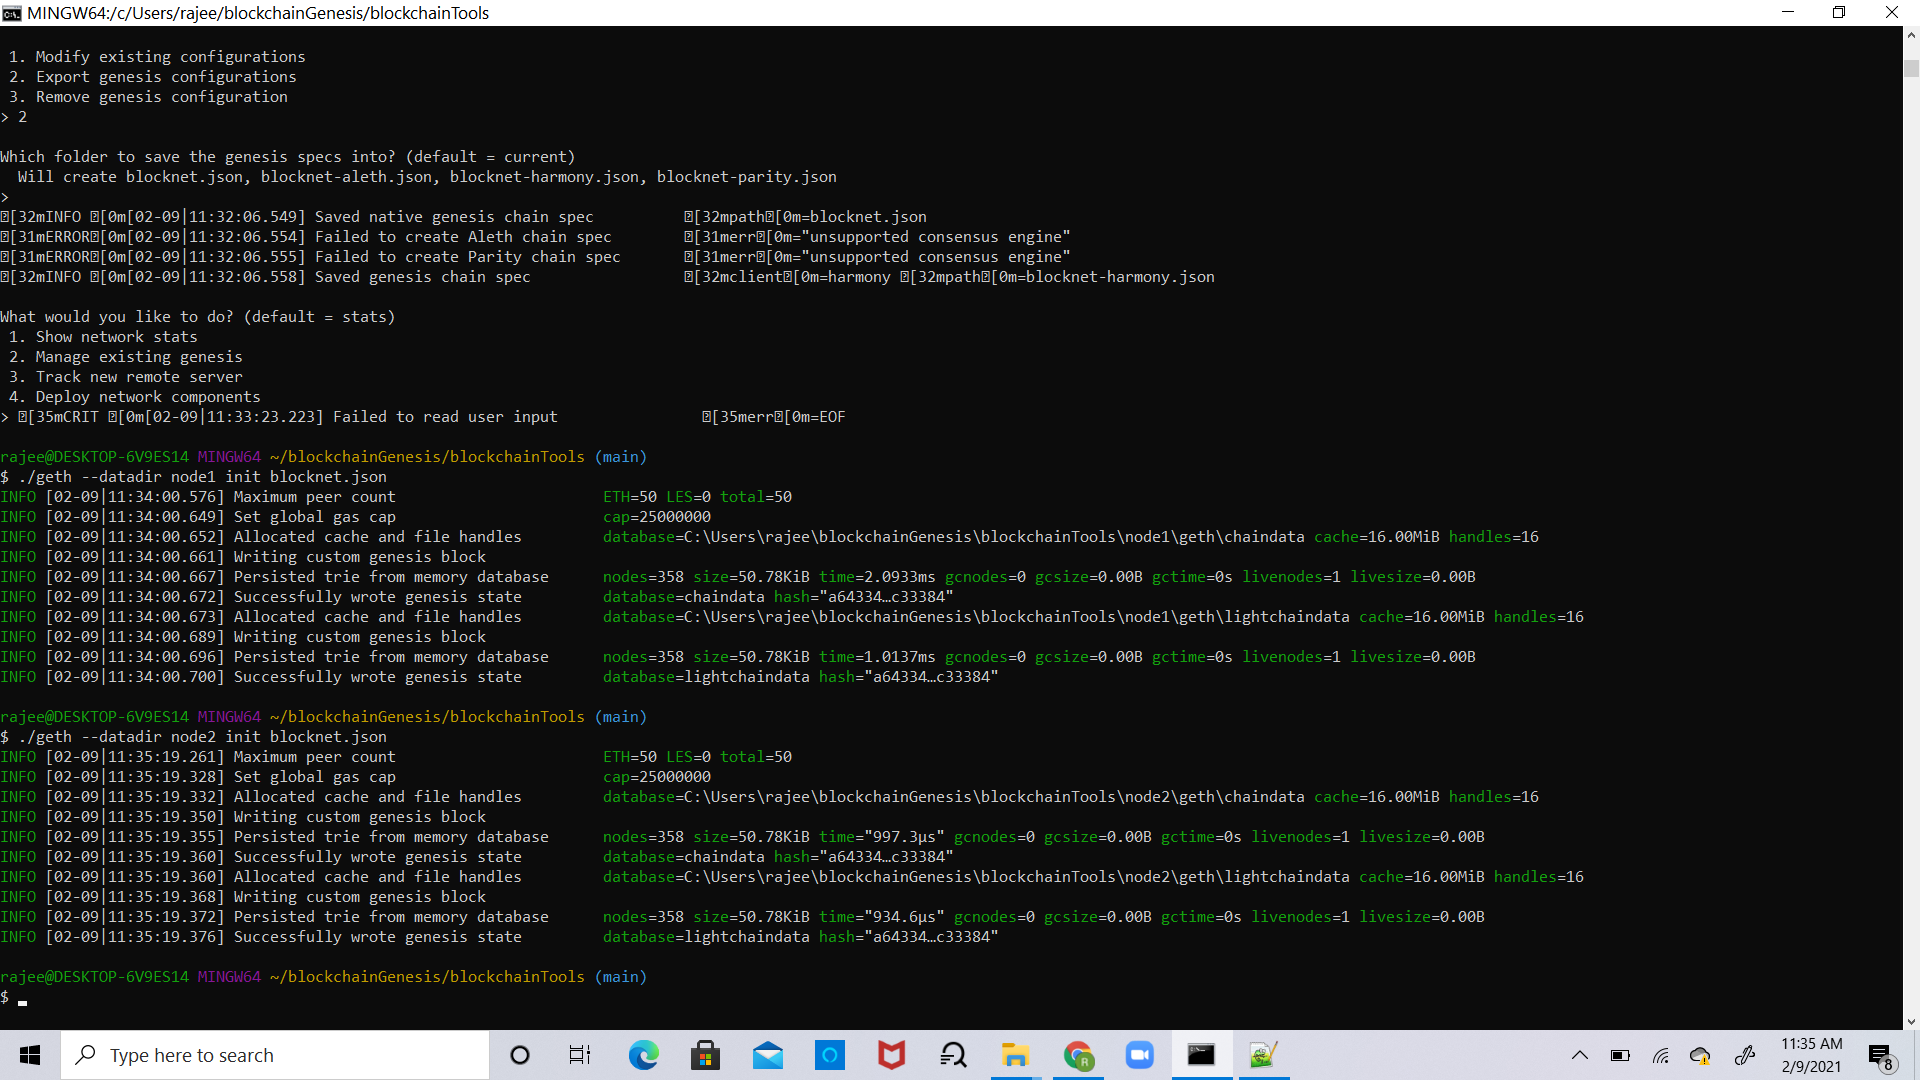 MINGW64:/c/Users/rajee/blockchainGenesis/blockchainTools
1. Modify existing configurations
2. Export genesis configurations
3. Remove genesis configuration
> 2
Which folder to save the genesis specs into? (default = current)
Will create blocknet.json, blocknet-aleth.json, blocknet-harmony.json, blocknet-parity.json
>
[32mINFO [0m[02-09|11:32:06.549] Saved native genesis chain spec [32mpath[0m=blocknet.json
[31mERROR[0m[02-09|11:32:06.554] Failed to create Aleth chain spec [31merr[0m="unsupported consensus engine"
[31mERROR[0m[02-09|11:32:06.555] Failed to create Parity chain spec [31merr[0m="unsupported consensus engine"
[32mINFO [0m[02-09|11:32:06.558] Saved genesis chain spec [32mclient[0m=harmony [32mpath[0m=blocknet-harmony.json
What would you like to do? (default = stats)
1. Show network stats
2. Manage existing genesis
3. Track new remote server
4. Deploy network components
> [35mCRIT [0m[02-09|11:33:23.223] Failed to read user input [35merr[0m=EOF
rajee@DESKTOP-6V9ES14 MINGW64 ~/blockchainGenesis/blockchainTools (main)
$ ./geth --datadir node1 init blocknet.json
INFO [02-09|11:34:00.576] Maximum peer count ETH=50 LES=0 total=50
INFO [02-09|11:34:00.649] Set global gas cap cap=25000000
INFO [02-09|11:34:00.652] Allocated cache and file handles database=C:\Users\rajee\blockchainGenesis\blockchainTools\node1\geth\chaindata cache=16.00MiB handles=16
INFO [02-09|11:34:00.661] Writing custom genesis block
INFO [02-09|11:34:00.667] Persisted trie from memory database nodes=358 size=50.78KiB time=2.0933ms gcnodes=0 gcsize=0.00B gctime=0s livenodes=1 livesize=0.00B
INFO [02-09|11:34:00.672] Successfully wrote genesis state database=chaindata hash="a64334…c33384"
INFO [02-09|11:34:00.673] Allocated cache and file handles database=C:\Users\rajee\blockchainGenesis\blockchainTools\node1\geth\lightchaindata cache=16.00MiB handles=16
INFO [02-09|11:34:00.689] Writing custom genesis block
INFO [02-09|11:34:00.696] Persisted trie from memory database nodes=358 size=50.78KiB time=1.0137ms gcnodes=0 gcsize=0.00B gctime=0s livenodes=1 livesize=0.00B
INFO [02-09|11:34:00.700] Successfully wrote genesis state database=lightchaindata hash="a64334…c33384"
rajee@DESKTOP-6V9ES14 MINGW64 ~/blockchainGenesis/blockchainTools (main)
$ ./geth --datadir node2 init blocknet.json
INFO [02-09|11:35:19.261] Maximum peer count ETH=50 LES=0 total=50
INFO [02-09|11:35:19.328] Set global gas cap cap=25000000
INFO [02-09|11:35:19.332] Allocated cache and file handles database=C:\Users\rajee\blockchainGenesis\blockchainTools\node2\geth\chaindata cache=16.00MiB handles=16
INFO [02-09|11:35:19.350] Writing custom genesis block
INFO [02-09|11:35:19.355] Persisted trie from memory database nodes=358 size=50.78KiB time="997.3µs" gcnodes=0 gcsize=0.00B gctime=0s livenodes=1 livesize=0.00B
INFO [02-09|11:35:19.360] Successfully wrote genesis state database=chaindata hash="a64334…c33384"
INFO [02-09|11:35:19.360] Allocated cache and file handles database=C:\Users\rajee\blockchainGenesis\blockchainTools\node2\geth\lightchaindata cache=16.00MiB handles=16
INFO [02-09|11:35:19.368] Writing custom genesis block
INFO [02-09|11:35:19.372] Persisted trie from memory database nodes=358 size=50.78KiB time="934.6µs" gcnodes=0 gcsize=0.00B gctime=0s livenodes=1 livesize=0.00B
INFO [02-09|11:35:19.376] Successfully wrote genesis state database=lightchaindata hash="a64334…c33384"
rajee@DESKTOP-6V9ES14 MINGW64 ~/blockchainGenesis/blockchainTools (main)
$
Type here to search
R
11:35 AM
2/9/2021
8